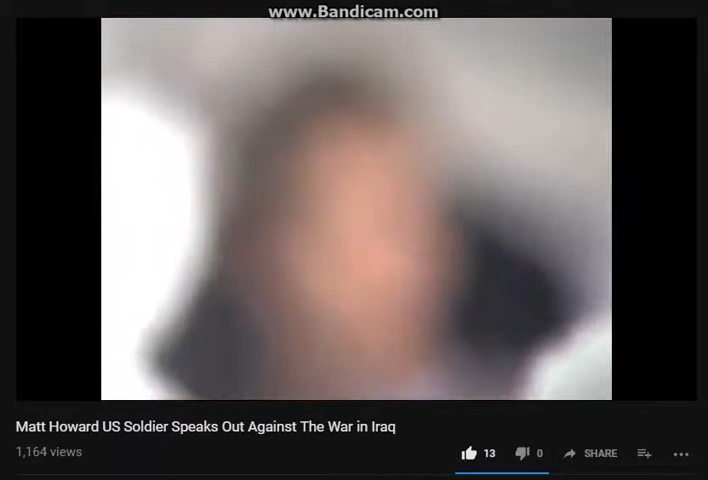 www.Bandicam.com
Matt Howard US Soldier Speaks Out Against The War in Iraq
1,164 views
13
0
SHARE